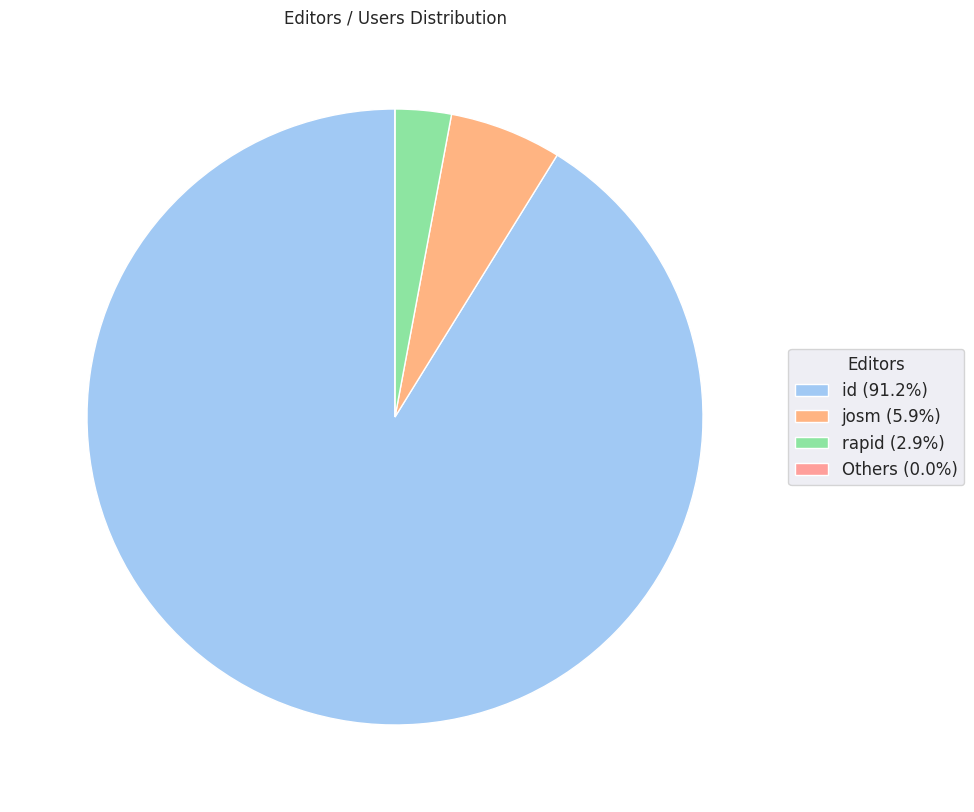 Editors / Users Distribution
Editors
id (91.2%)
josm (5.9%)
rapid (2.9%)
Others (0.0%)